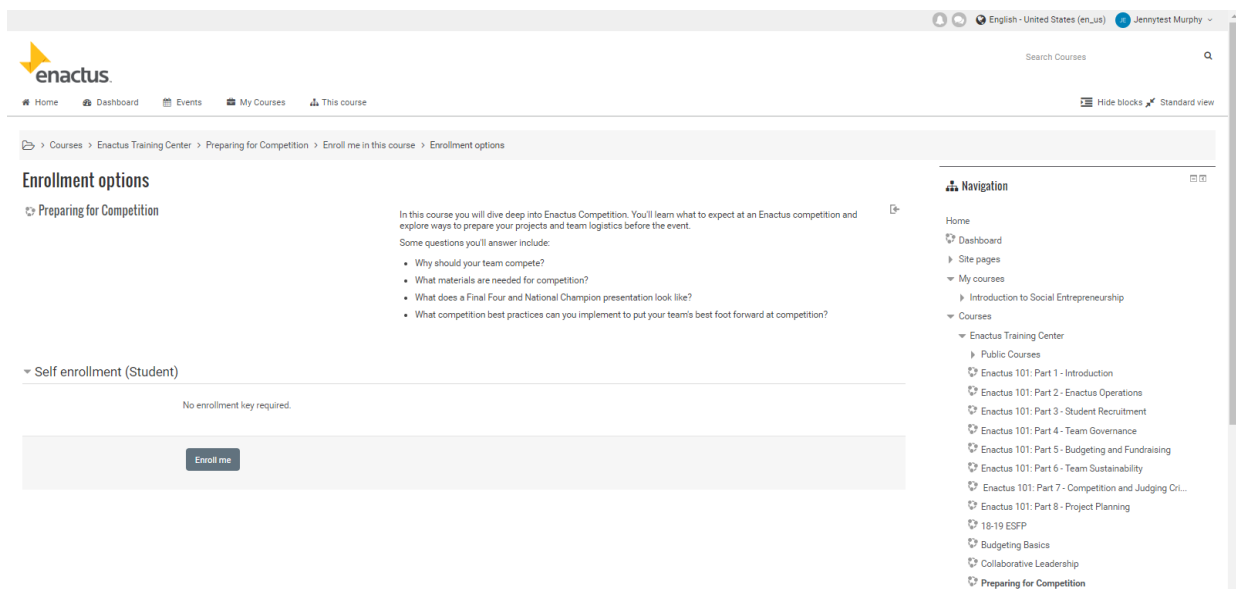 English - United States (en_us)
Jennytest Murphy
enactus.
Search Courses
Home
Dashboard
Events
My Courses
This course
Hide blocks
Standard view
> Courses > Enactus Training Center > Preparing for Competition > Enroll me in this course > Enrollment options
Enrollment options
Preparing for Competition
In this course you will dive deep into Enactus Competition. You'll learn what to expect at an Enactus competition and
explore ways to prepare your projects and team logistics before the event.
Some questions you'll answer include:
• Why should your team compete?
• What materials are needed for competition?
• What does a Final Four and National Champion presentation look like?
• What competition best practices can you implement to put your team's best foot forward at competition?
Self enrollment (Student)
No enrollment key required.
Enroll me
Navigation
Home
Dashboard
Site pages
My courses
Introduction to Social Entrepreneurship
Courses
Enactus Training Center
Public Courses
Enactus 101: Part 1 - Introduction
Enactus 101: Part 2 - Enactus Operations
Enactus 101: Part 3 - Student Recruitment
Enactus 101: Part 4 - Team Governance
Enactus 101: Part 5 - Budgeting and Fundraising
Enactus 101: Part 6 - Team Sustainability
Enactus 101: Part 7 - Competition and Judging Cri...
Enactus 101: Part 8 - Project Planning
18-19 ESFP
Budgeting Basics
Collaborative Leadership
Preparing for Competition